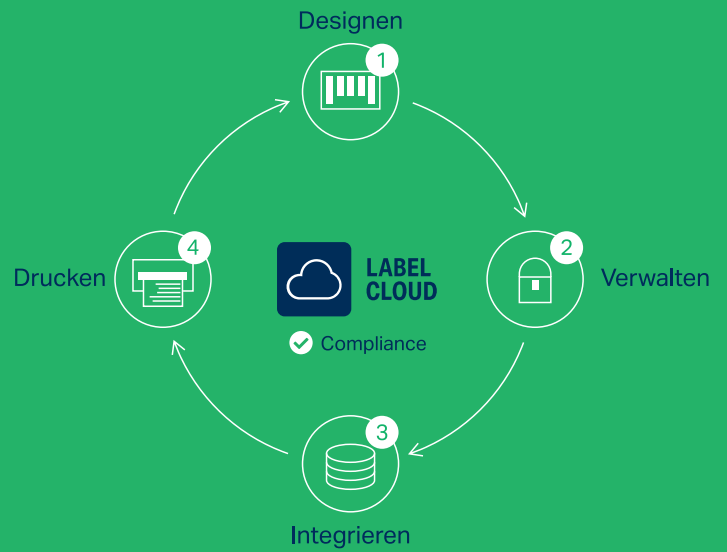 Designen
1
2
Verwalten
3
Integrieren
4
Drucken
LABEL
CLOUD
Compliance